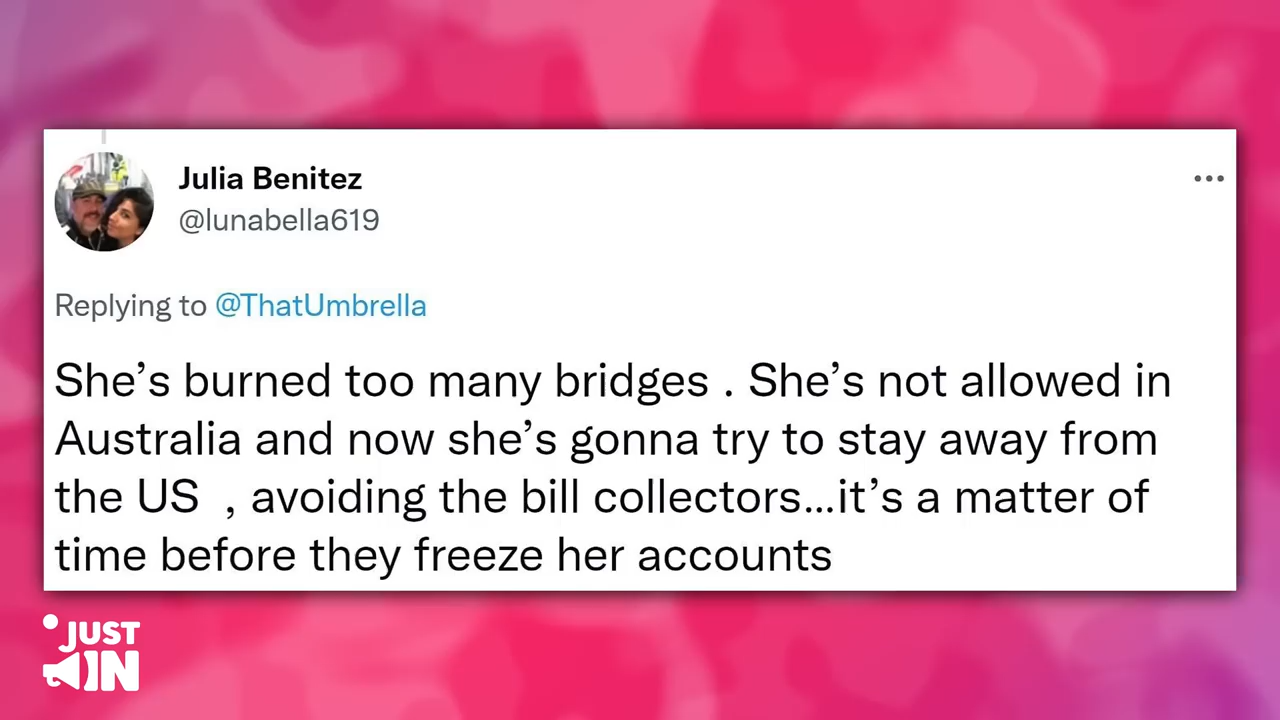 Julia Benitez
@lunabella619
Replying to @ThatUmbrella
She’s burned too many bridges . She’s not allowed in
Australia and now she’s gonna try to stay away from
the US , avoiding the bill collectors...it’s a matter of
time before they freeze her accounts
JUST
IN